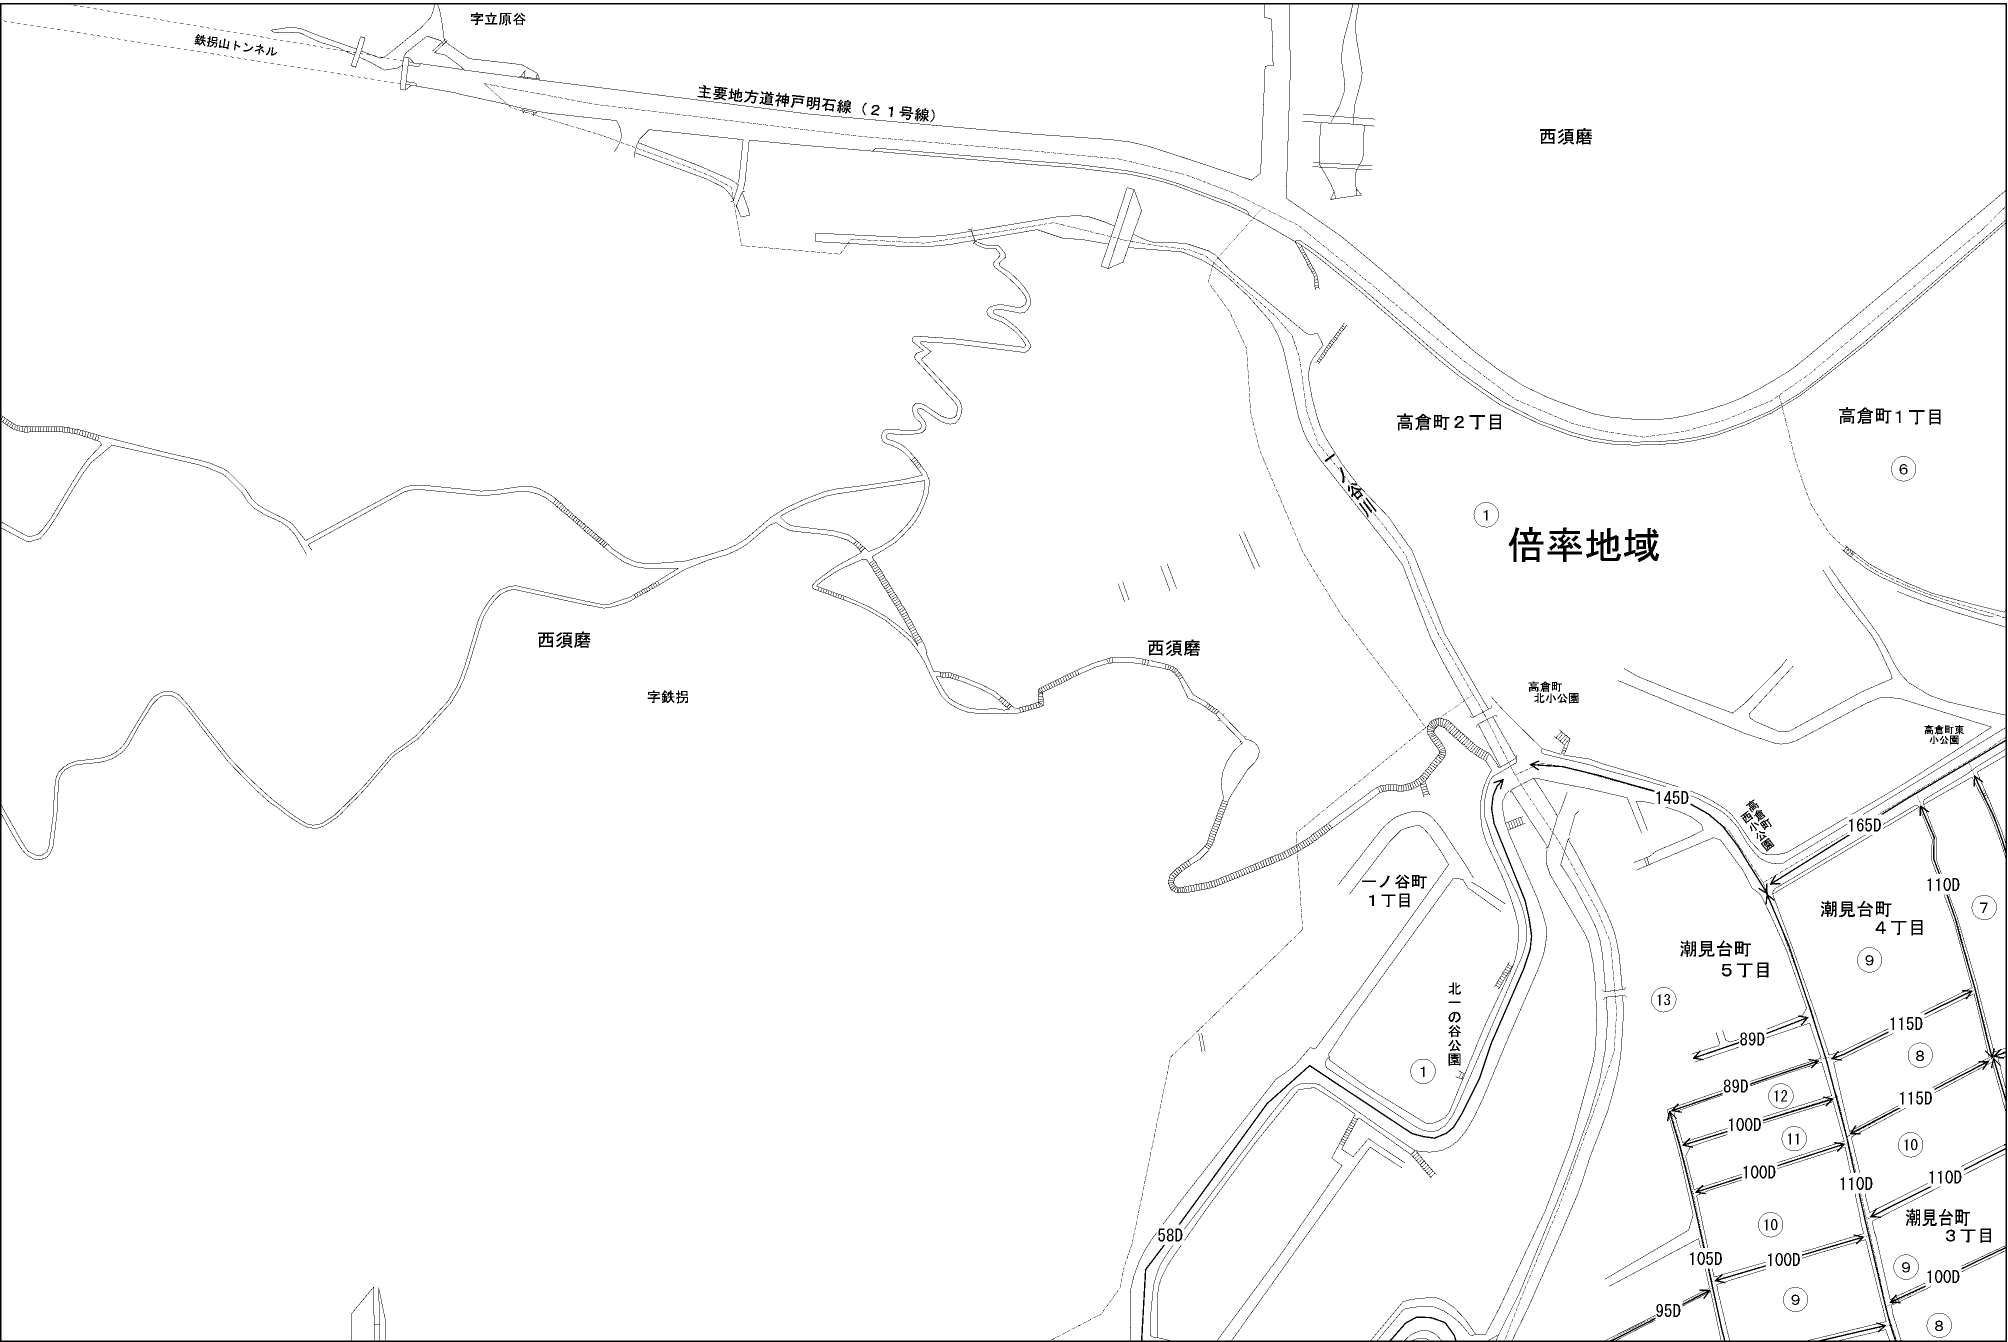 字立原谷
鉄拐山トンネル
主要地方道神戸明石線（２１号線）
西須磨
高倉町２丁目
高倉町１丁目
⑥
一ノ谷川
①
倍率地域
西須磨
西須磨
字鉄拐
高倉町
北小公園
高倉町東
小公園
145D
高倉町
西小公園
165D
110D
一ノ谷町
１丁目
潮見台町
４丁目
⑦
潮見台町
５丁目
⑨
⑬
北一の谷公園
115D
89D
⑧
①
89D
⑫
115D
100D
⑪
⑩
100D
110D
110D
⑩
潮見台町
３丁目
58D
105D
100D
⑨
100D
⑨
95D
⑧